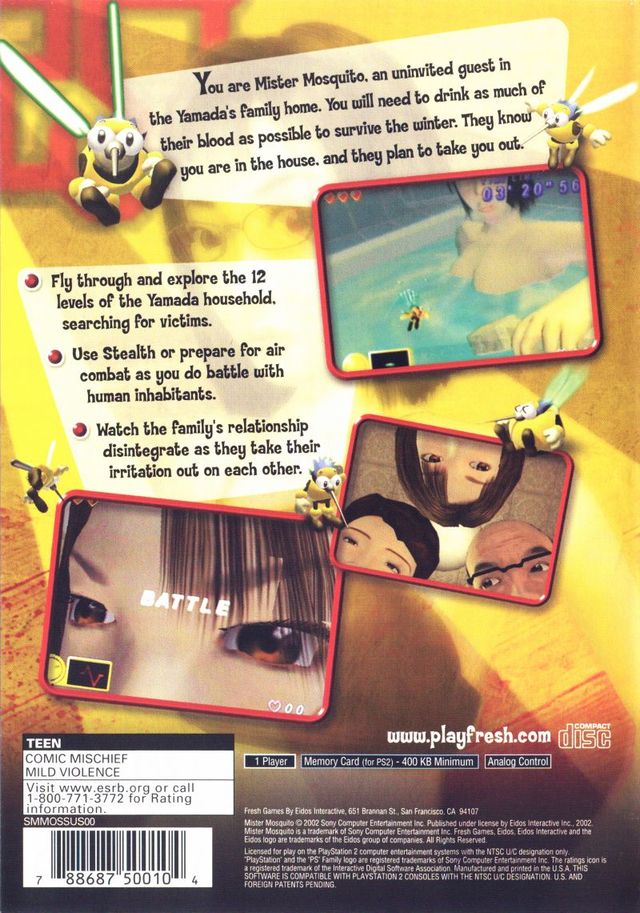 You are Mister Mosquito, an uninvited guest in
the Yamada's family home. You will need to drink as much of
their blood as possible to survive the winter. They know
you are in the house, and they plan to take you out.
03' 20" 56
Fly through and explore the 12
levels of the Yamada household,
searching for victims.
Use Stealth or prepare for air
combat as you do battle with
human inhabitants.
Watch the family's relationship
disintegrate as they take their
irritation out on each other.
BATTLE
00
www.playfresh.com
COMPACT
disc
TEEN
COMIC MISCHIEF
MILD VIOLENCE
Visit www.esrb.org or call
1-800-771-3772 for Rating
information.
SMMOSSUS00
1 Player
Memory Card (for PS2) - 400 KB Minimum
Analog Control
Fresh Games By Eidos Interactive, 651 Brannan St., San Francisco, CA 94107
Mister Mosquito © 2002 Sony Computer Entertainment Inc. Published under license by Eidos Interactive Inc., 2002.
Mister Mosquito is a trademark of Sony Computer Entertainment Inc. Fresh Games, Eidos, Eidos Interactive and the
Eidos logo are trademarks of the Eidos group of companies. All Rights Reserved.
Licensed for play on the PlayStation 2 computer entertainment systems with the NTSC U/C designation only.
"PlayStation" and the "PS" Family logo are registered trademarks of Sony Computer Entertainment Inc. The ratings icon is
a registered trademark of the Interactive Digital Software Association. Manufactured and printed in the U.S.A. THIS
SOFTWARE IS COMPATIBLE WITH PLAYSTATION 2 CONSOLES WITH THE NTSC U/C DESIGNATION. U.S. AND
FOREIGN PATENTS PENDING.
7 88687 50010 4